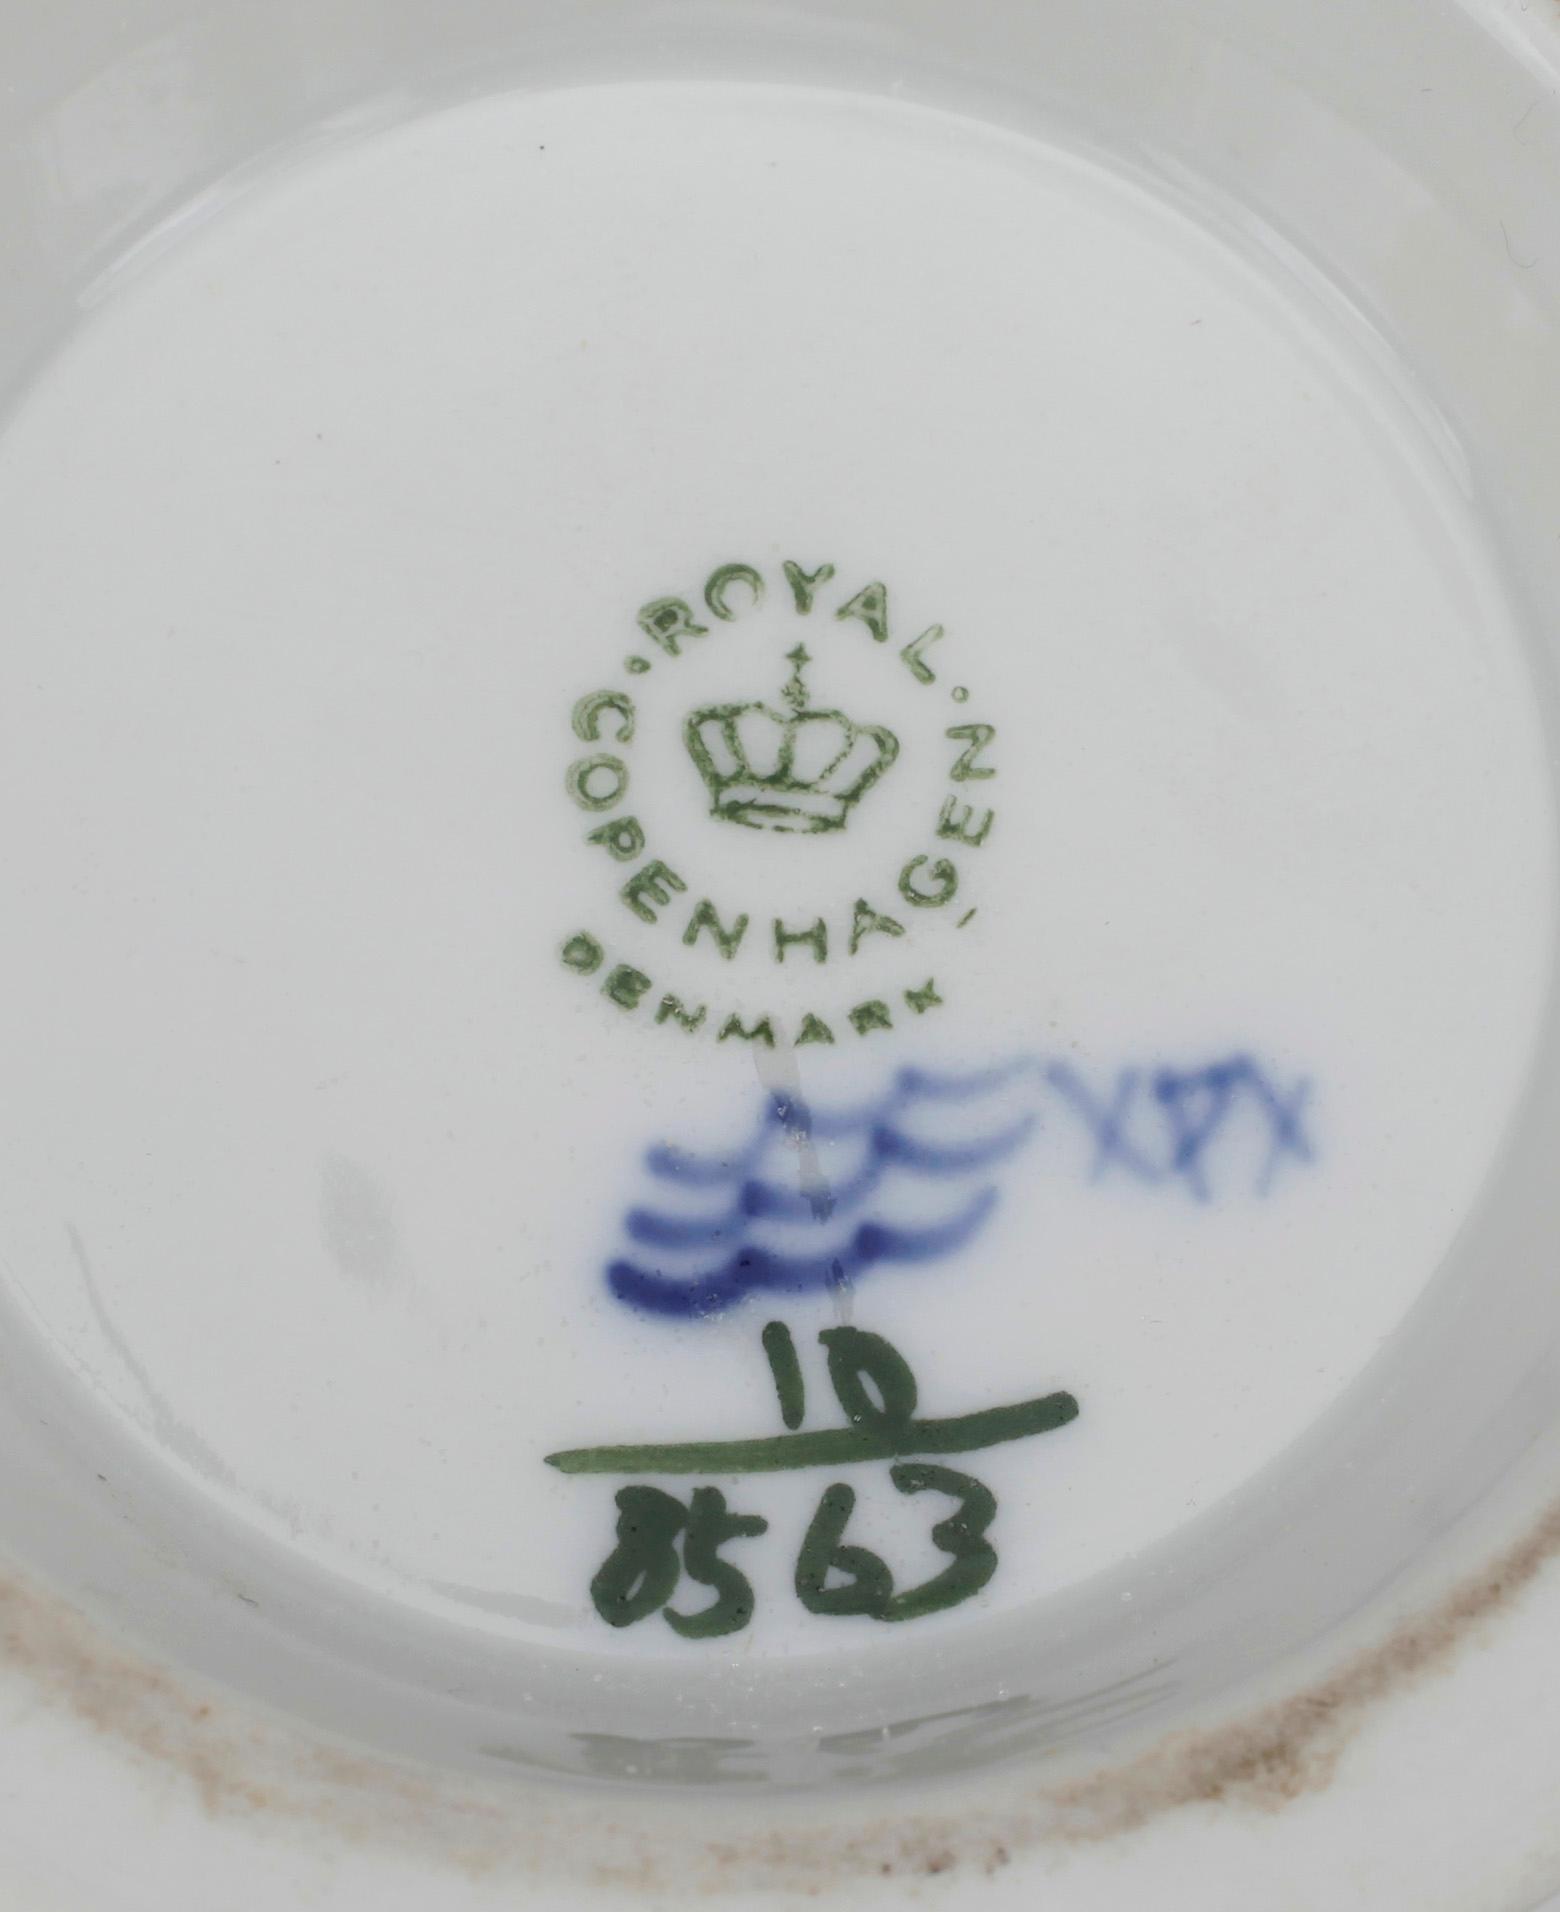 · ROYAL ·
COPENHAGEN
DENMARK
10
8563